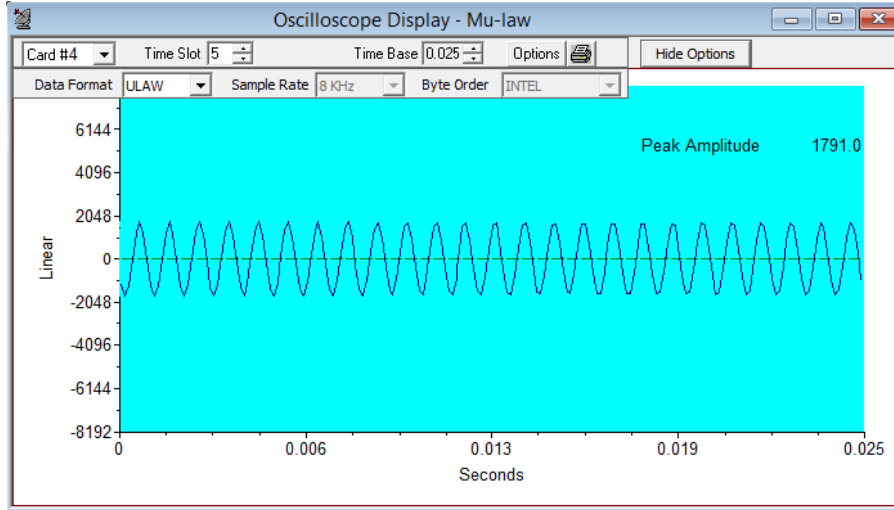 Oscilloscope Display - Mu-law
Card #4 Time Slot 5 Time Base 0.025 Options Hide Options
Data Format ULAW Sample Rate 8 KHz Byte Order INTEL
6144
Peak Amplitude 1791.0
4096
2048
Linear
0
-2048
-4096
-6144
-8192
0 0.006 0.013 0.019 0.025
Seconds